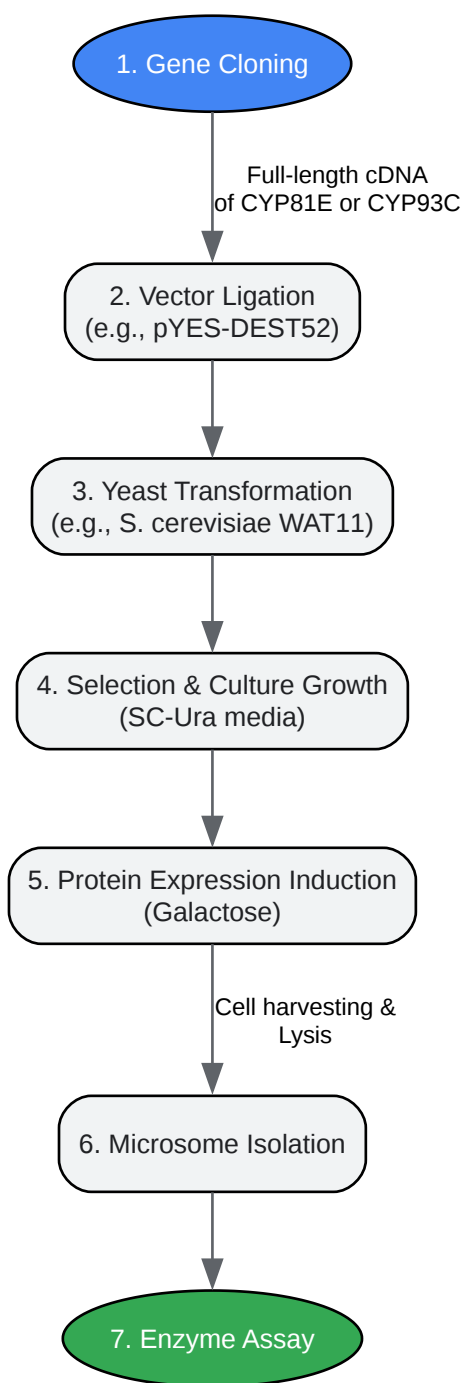 1. Gene Cloning
Full-length cDNA
of CYP81E or CYP93C
2. Vector Ligation
(e.g., pYES-DEST52)
3. Yeast Transformation
(e.g., S. cerevisiae WAT11)
4. Selection & Culture Growth
(SC-Ura media)
5. Protein Expression Induction
(Galactose)
Cell harvesting &
Lysis
6. Microsome Isolation
7. Enzyme Assay